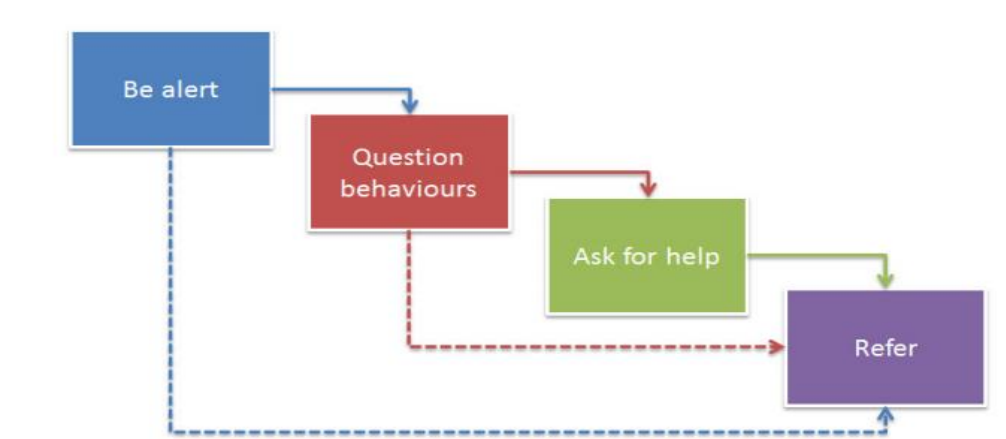 Be alert
Question
behaviours
Ask for help
Refer